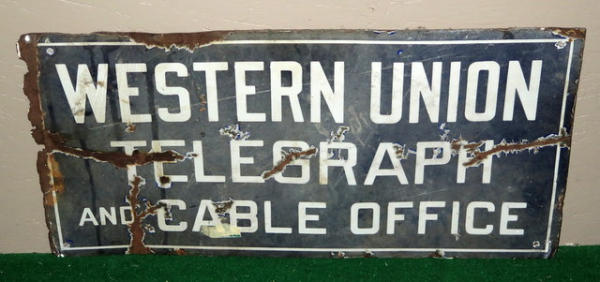 WESTERN UNION
TELEGRAPH
AND CABLE OFFICE